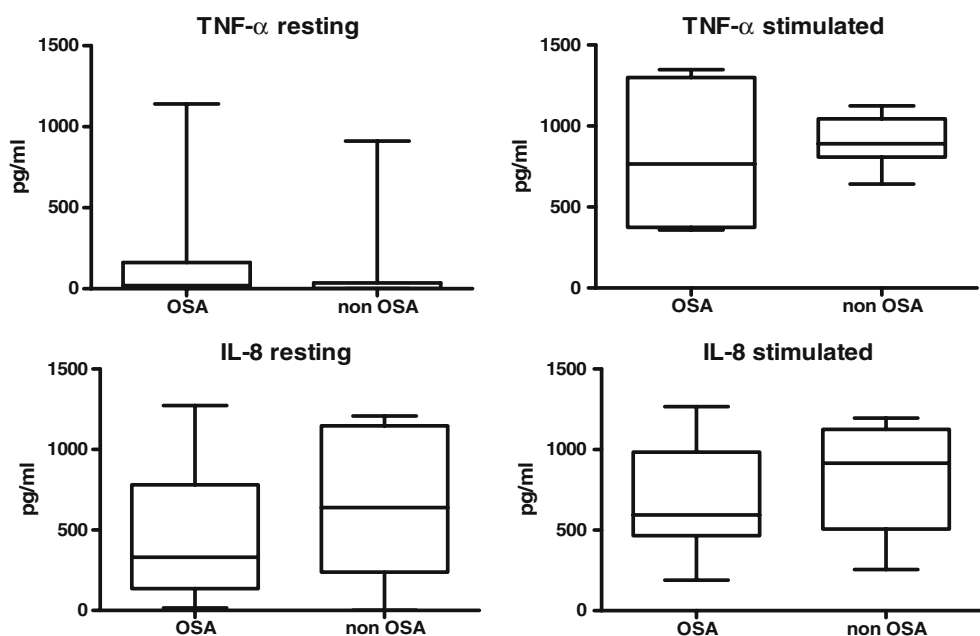 TNF-α resting
1500
1000
500
0
pg/ml
OSA
non OSA
TNF-α stimulated
1500
1000
500
0
pg/ml
OSA
non OSA
IL-8 resting
1500
1000
500
0
pg/ml
OSA
non OSA
IL-8 stimulated
1500
1000
500
0
pg/ml
OSA
non OSA